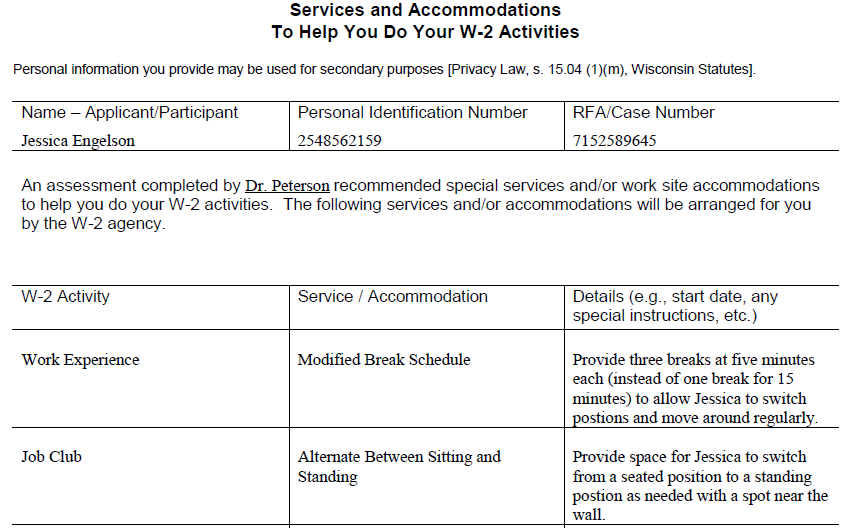 Services and Accommodations
To Help You Do Your W-2 Activities
Personal information you provide may be used for secondary purposes [Privacy Law, s. 15.04 (1)(m), Wisconsin Statutes].
Name – Applicant/Participant
Jessica Engelson
Personal Identification Number
2548562159
RFA/Case Number
7152589645
An assessment completed by Dr. Peterson recommended special services and/or work site accommodations
to help you do your W-2 activities. The following services and/or accommodations will be arranged for you
by the W-2 agency.
W-2 Activity
Service / Accommodation
Details (e.g., start date, any
special instructions, etc.)
Work Experience
Modified Break Schedule
Provide three breaks at five minutes
each (instead of one break for 15
minutes) to allow Jessica to switch
postions and move around regularly.
Job Club
Alternate Between Sitting and
Standing
Provide space for Jessica to switch
from a seated position to a standing
postion as needed with a spot near the
wall.